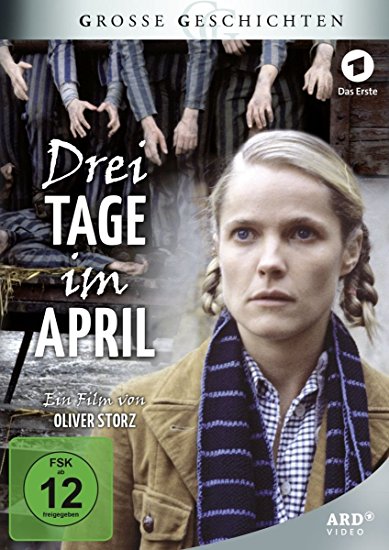 GROSSE GESCHICHTEN
1
Das Erste
Drei
TAGE
im
APRIL
Ein Film von
OLIVER STORZ
FSK
ab
12
freigegeben
ARD
VIDEO